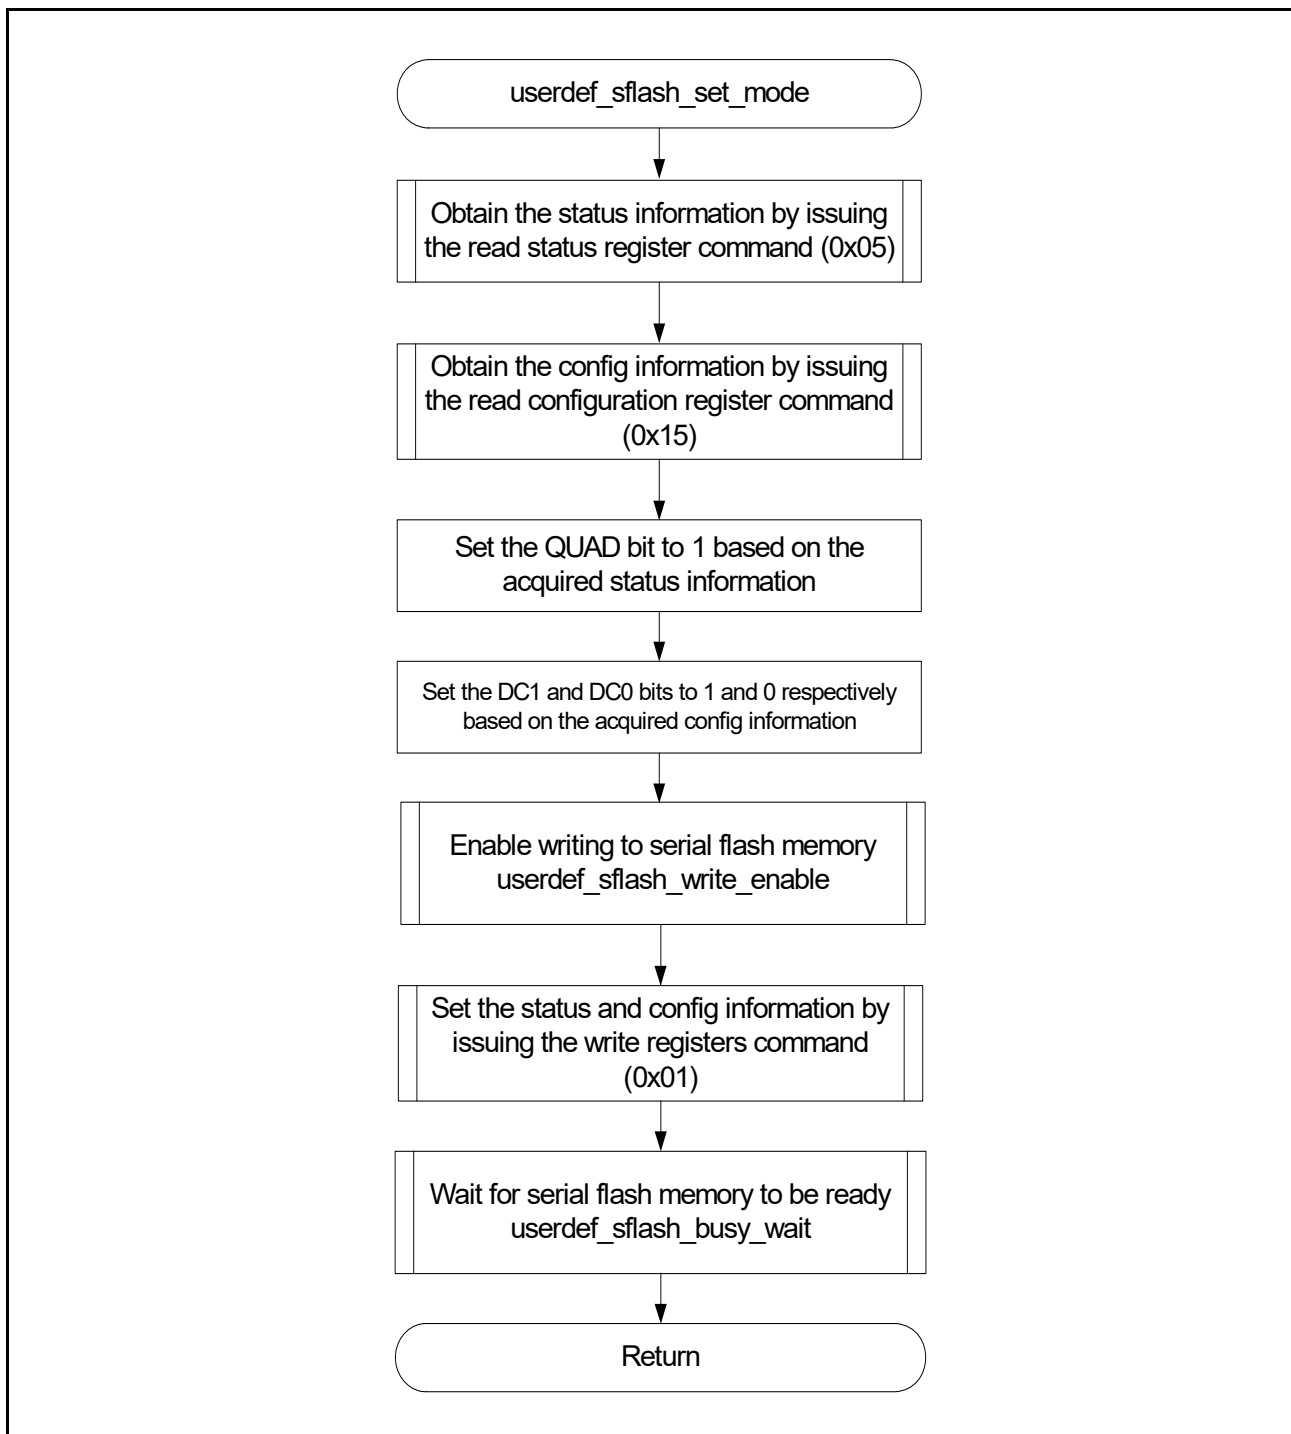 userdef_sflash_set_mode
Obtain the status information by issuing
the read status register command (0x05)
Obtain the config information by issuing
the read configuration register command
(0x15)
Set the QUAD bit to 1 based on the
acquired status information
Set the DC1 and DC0 bits to 1 and 0 respectively
based on the acquired config information
Enable writing to serial flash memory
userdef_sflash_write_enable
Set the status and config information by
issuing the write registers command
(0x01)
Wait for serial flash memory to be ready
userdef_sflash_busy_wait
Return